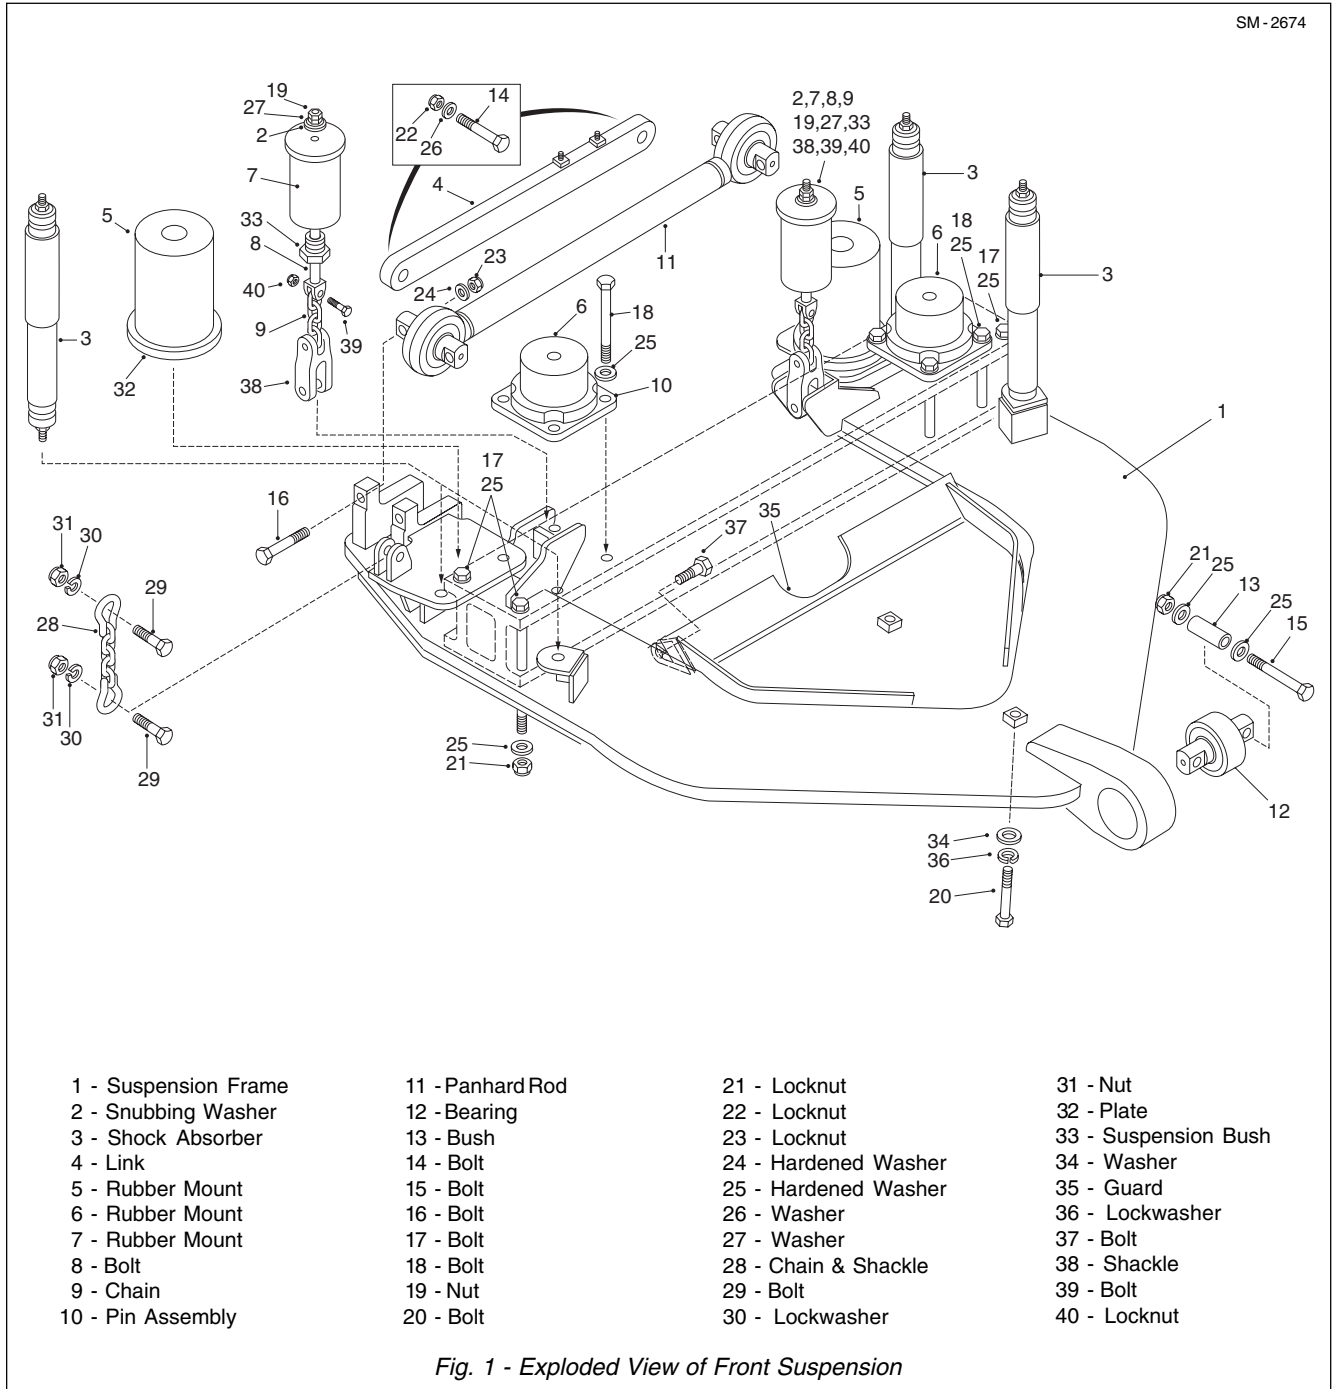 SM - 2674
19
27
2
7
5
33
8
40
9
39
38
3
32
22
26
14
4
24
23
11
6
18
25
10
2,7,8,9
19,27,33
38,39,40
5
3
6
18
25
17
25
3
1
16
17
25
37
35
31
30
29
28
31
30
29
25
21
21
25
13
25
15
12
34
36
20
1 - Suspension Frame
2 - Snubbing Washer
3 - Shock Absorber
4 - Link
5 - Rubber Mount
6 - Rubber Mount
7 - Rubber Mount
8 - Bolt
9 - Chain
10 - Pin Assembly
11 - Panhard Rod
12 - Bearing
13 - Bush
14 - Bolt
15 - Bolt
16 - Bolt
17 - Bolt
18 - Bolt
19 - Nut
20 - Bolt
21 - Locknut
22 - Locknut
23 - Locknut
24 - Hardened Washer
25 - Hardened Washer
26 - Washer
27 - Washer
28 - Chain & Shackle
29 - Bolt
30 - Lockwasher
31 - Nut
32 - Plate
33 - Suspension Bush
34 - Washer
35 - Guard
36 - Lockwasher
37 - Bolt
38 - Shackle
39 - Bolt
40 - Locknut
Fig. 1 - Exploded View of Front Suspension